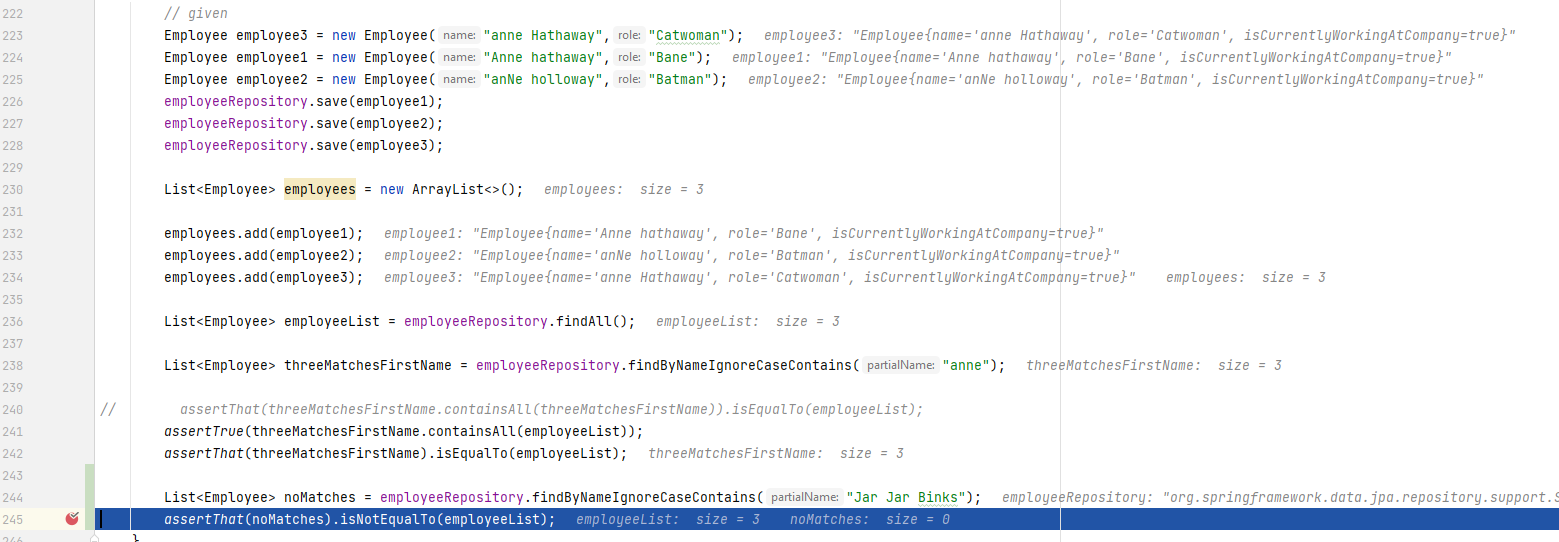 222 // given
223 Employee employee3 = new Employee( name: "anne Hathaway", role: "Catwoman"); employee3: "Employee{name='anne Hathaway', role='Catwoman', isCurrentlyWorkingAtCompany=true}"
224 Employee employee1 = new Employee( name: "Anne hathaway", role: "Bane"); employee1: "Employee{name='Anne hathaway', role='Bane', isCurrentlyWorkingAtCompany=true}"
225 Employee employee2 = new Employee( name: "anNe holloway", role: "Batman"); employee2: "Employee{name='anNe holloway', role='Batman', isCurrentlyWorkingAtCompany=true}"
226 employeeRepository.save(employee1);
227 employeeRepository.save(employee2);
228 employeeRepository.save(employee3);
229
230 List<Employee> employees = new ArrayList<>(); employees: size = 3
231
232 employees.add(employee1); employee1: "Employee{name='Anne hathaway', role='Bane', isCurrentlyWorkingAtCompany=true}"
233 employees.add(employee2); employee2: "Employee{name='anNe holloway', role='Batman', isCurrentlyWorkingAtCompany=true}"
234 employees.add(employee3); employee3: "Employee{name='anne Hathaway', role='Catwoman', isCurrentlyWorkingAtCompany=true}" employees: size = 3
235
236 List<Employee> employeeList = employeeRepository.findAll(); employeeList: size = 3
237
238 List<Employee> threeMatchesFirstName = employeeRepository.findByNameIgnoreCaseContains( partialName: "anne"); threeMatchesFirstName: size = 3
239
240 // assertThat(threeMatchesFirstName.containsAll(threeMatchesFirstName)).isEqualTo(employeeList);
241 assertTrue(threeMatchesFirstName.containsAll(employeeList));
242 assertThat(threeMatchesFirstName).isEqualTo(employeeList); threeMatchesFirstName: size = 3
243
244 List<Employee> noMatches = employeeRepository.findByNameIgnoreCaseContains( partialName: "Jar Jar Binks"); employeeRepository: "org.springframework.data.jpa.repository.support.S
245 assertThat(noMatches).isNotEqualTo(employeeList); employeeList: size = 3 noMatches: size = 0
246 }